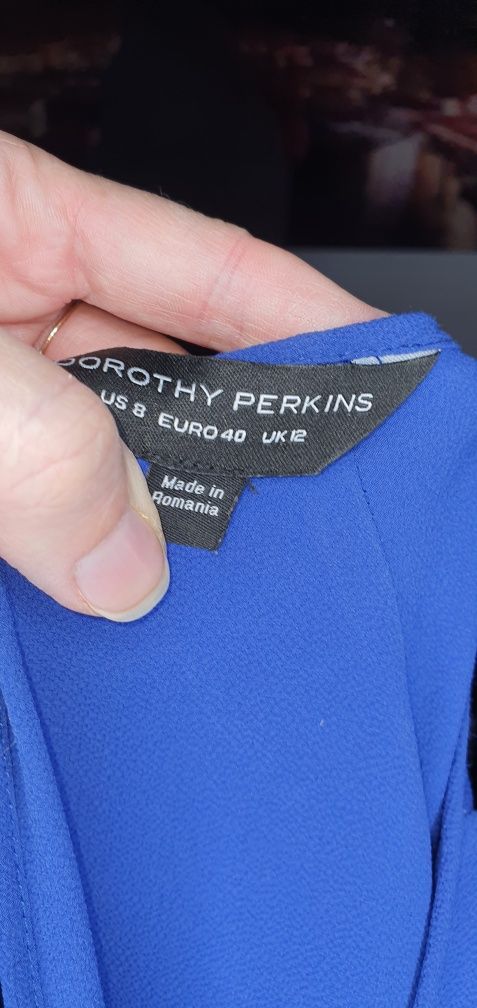 DOROTHY PERKINS
US 8 EURO 40 UK 12
Made in
Romania